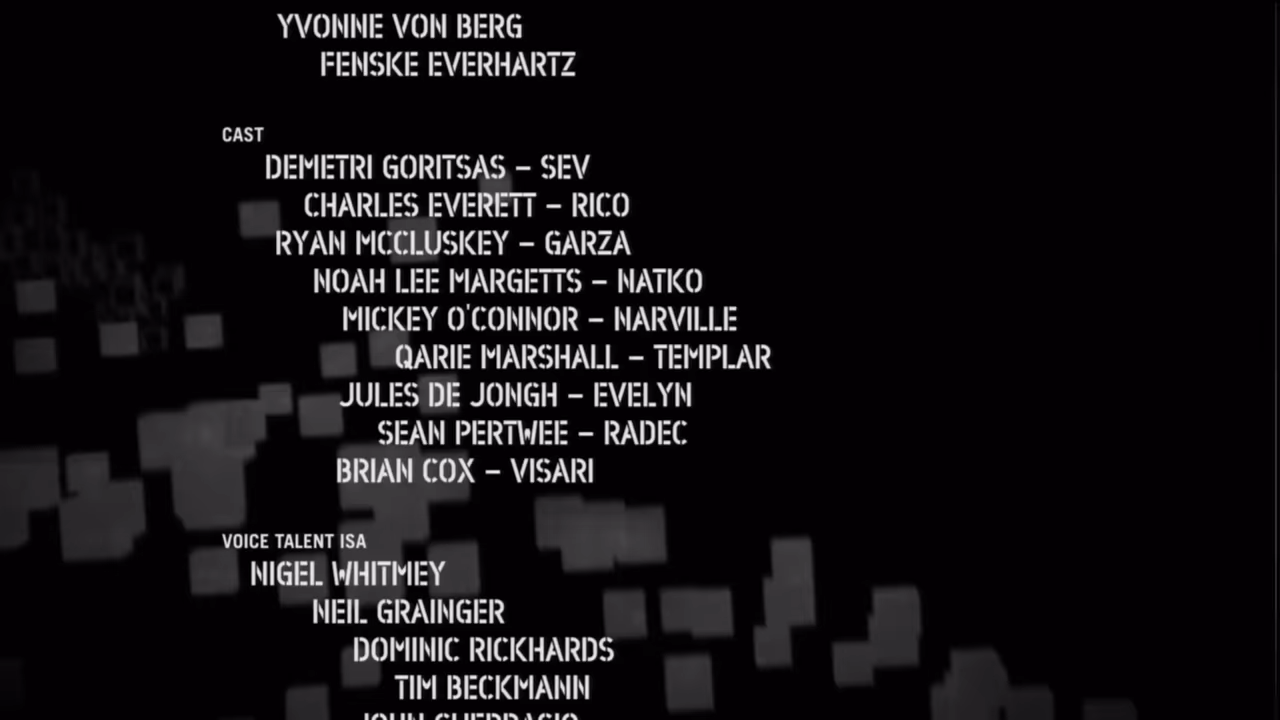 YVONNE VON BERG
FENSKE EVERHARTZ
CAST
DEMETRI GORITSAS – SEV
CHARLES EVERETT – RICO
RYAN MCCLUSKEY – GARZA
NOAH LEE MARGETTS – NATKO
MICKEY O'CONNOR – NARVILLE
QARIE MARSHALL – TEMPLAR
JULES DE JONGH – EVELYN
SEAN PERTWEE – RADEC
BRIAN COX – VISARI
VOICE TALENT ISA
NIGEL WHITMEY
NEIL GRAINGER
DOMINIC RICKHARDS
TIM BECKMANN
JOHN